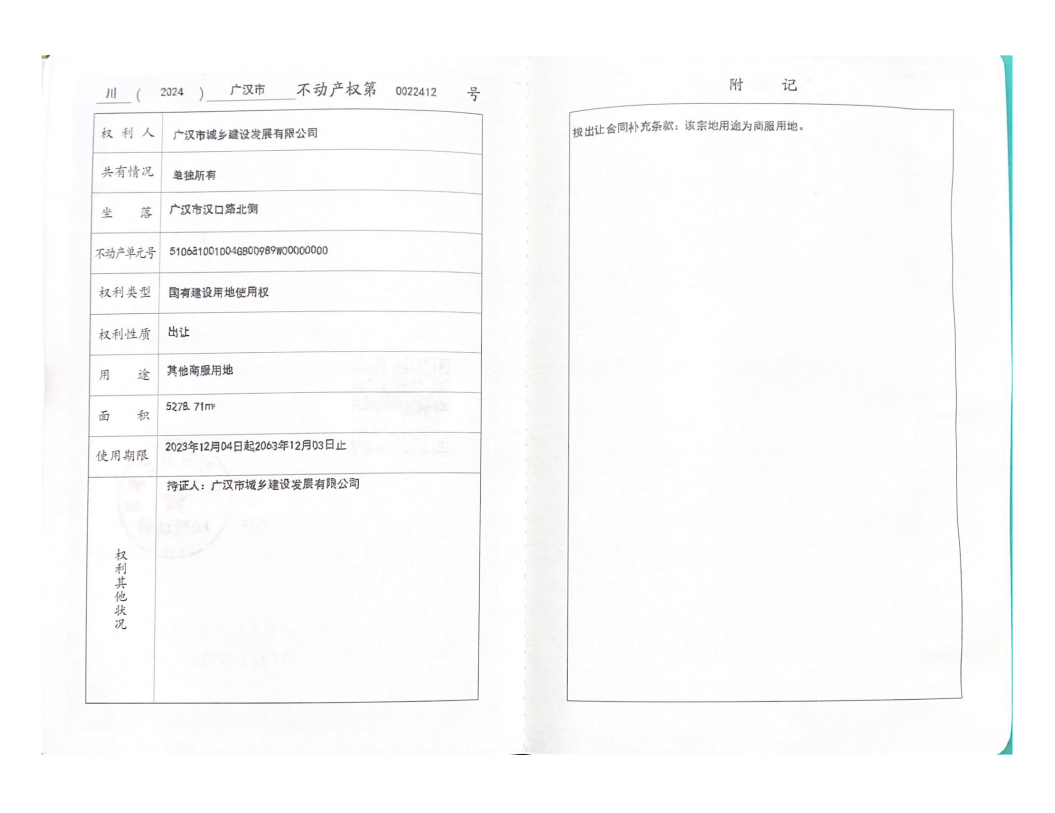 川 ( 2024 ) 广汉市 不动产权第 0022412 号
权利人 广汉市城乡建设发展有限公司
共有情况 单独所有
坐落 广汉市汉口路北侧
不动产单元号 510681001004GB00989W00000000
权利类型 国有建设用地使用权
权利性质 出让
用途 其他商服用地
面积 5278.71㎡
使用期限 2023年12月04日起2063年12月03日止
权利其他状况 持证人：广汉市城乡建设发展有限公司
附记
按出让合同补充条款：该宗地用途为商服用地。